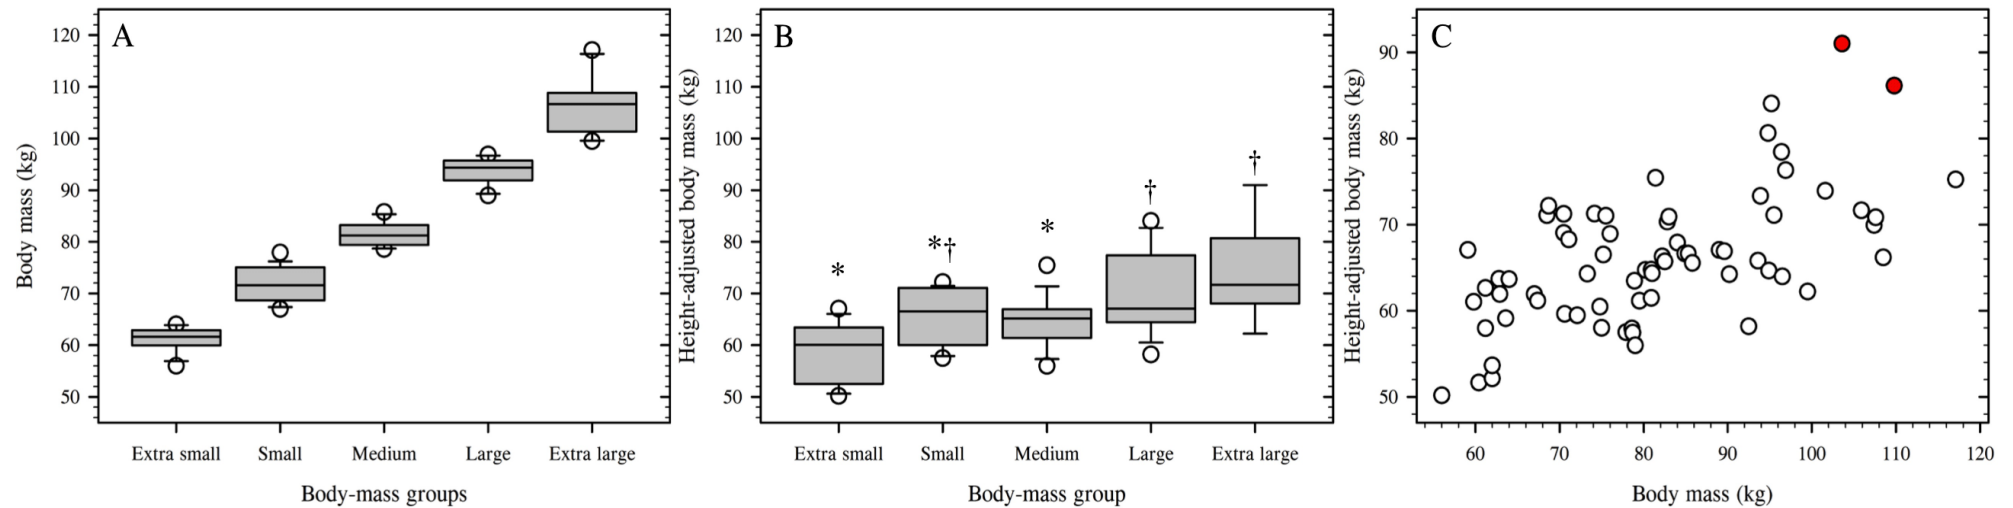 A
120
110
100
90
80
70
60
50
Body mass (kg)
Extra small
Small
Medium
Large
Extra large
Body-mass groups
B
120
110
100
90
80
70
60
50
Height-adjusted body mass (kg)
*
*†
*
†
†
Extra small
Small
Medium
Large
Extra large
Body-mass group
C
90
80
70
60
50
Height-adjusted body mass (kg)
60
70
80
90
100
110
120
Body mass (kg)